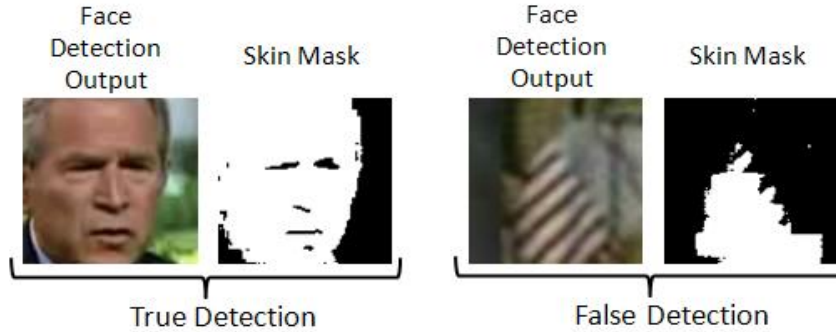 Face
Detection
Output
Skin Mask
Face
Detection
Output
Skin Mask
True Detection
False Detection